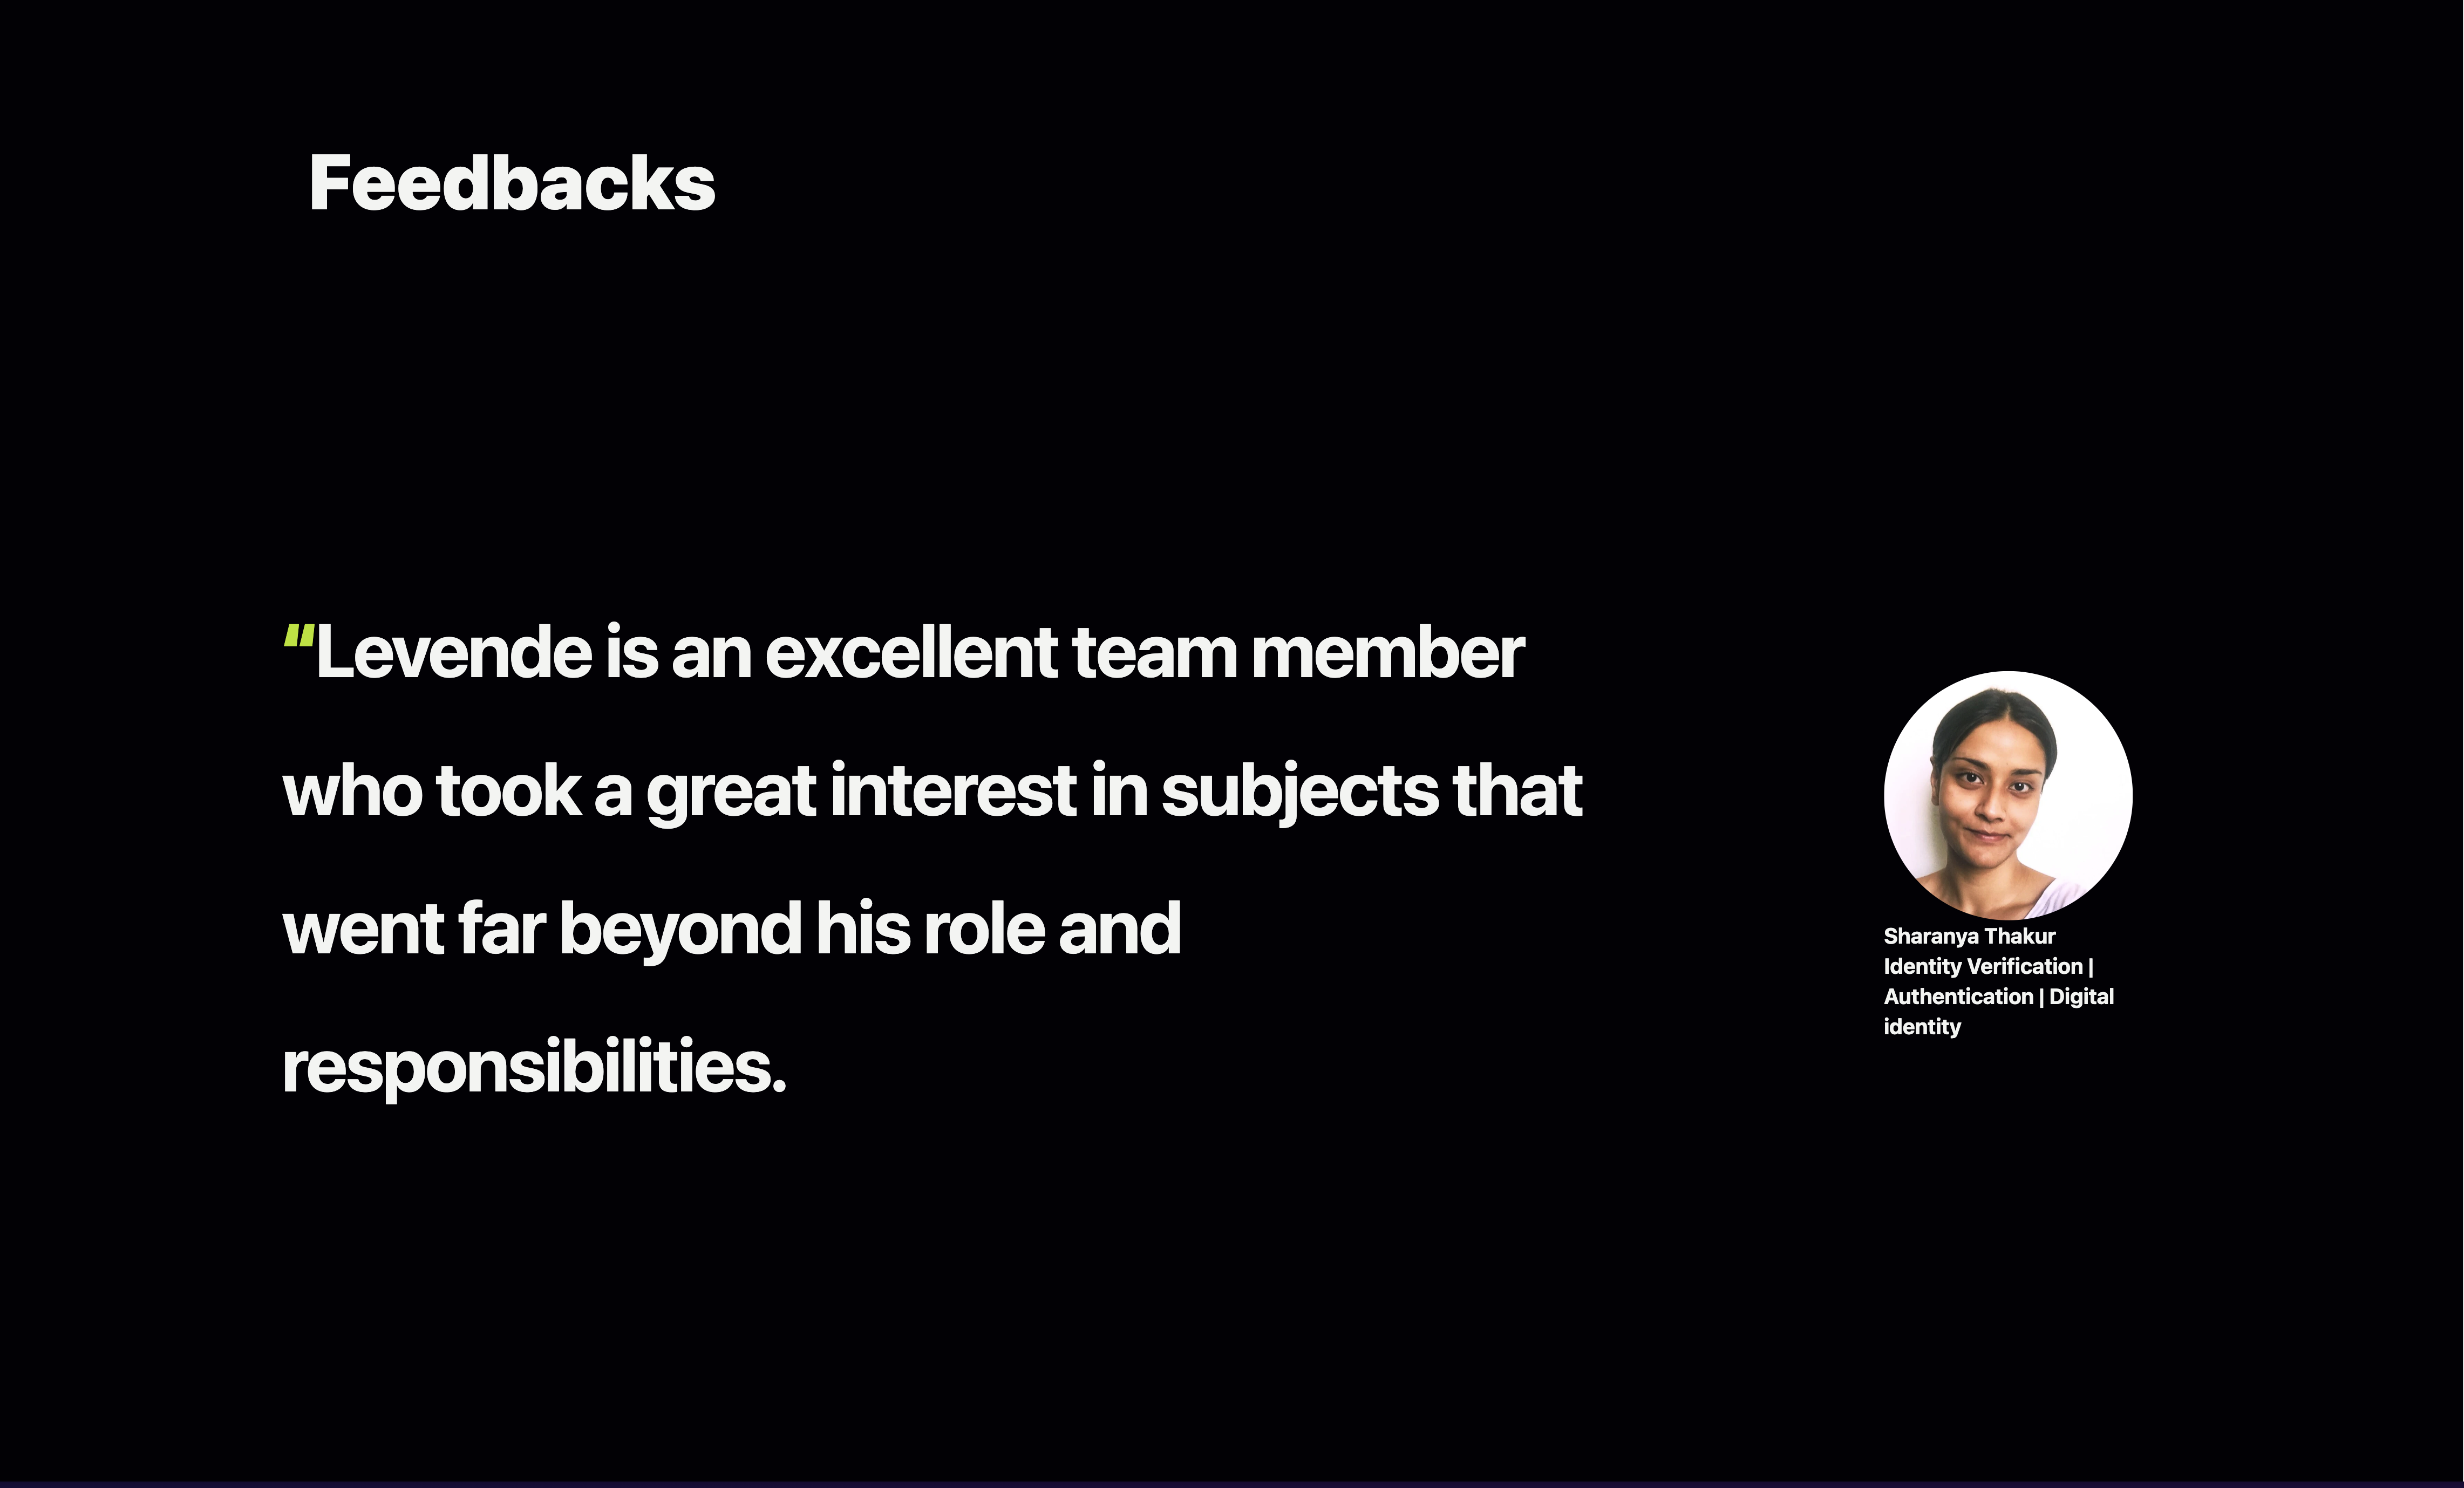 Feedbacks
"Levende is an excellent team member
who took a great interest in subjects that
went far beyond his role and
responsibilities.
Sharanya Thakur
Identity Verification |
Authentication | Digital
identity